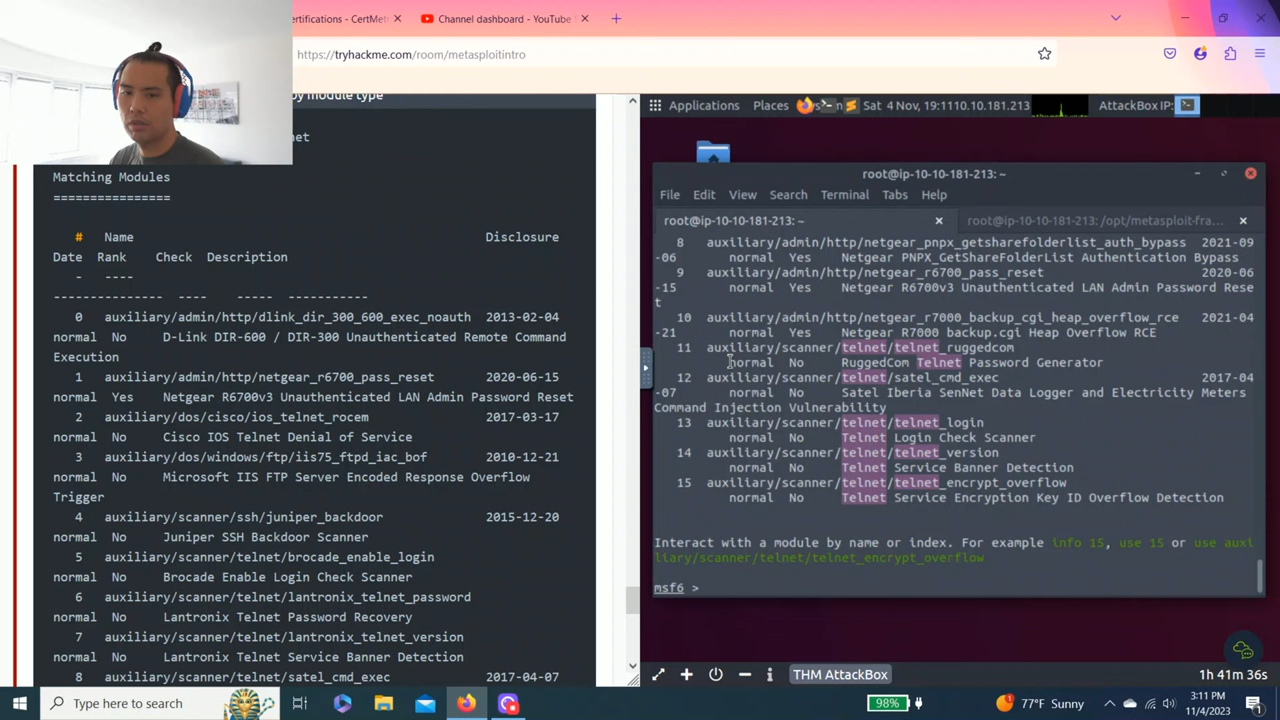 ertifications - CertMet
Channel dashboard - YouTube
https://tryhackme.com/room/metasploitintro
by module type
net
Matching Modules
================
# Name Disclosure
Date Rank Check Description
- ----
--------------- ---- ----- -----------
0 auxiliary/admin/http/dlink_dir_300_600_exec_noauth 2013-02-04
normal No D-Link DIR-600 / DIR-300 Unauthenticated Remote Command
Execution
1 auxiliary/admin/http/netgear_r6700_pass_reset 2020-06-15
normal Yes Netgear R6700v3 Unauthenticated LAN Admin Password Reset
2 auxiliary/dos/cisco/ios_telnet_rocem 2017-03-17
normal No Cisco IOS Telnet Denial of Service
3 auxiliary/dos/windows/ftp/iis75_ftpd_iac_bof 2010-12-21
normal No Microsoft IIS FTP Server Encoded Response Overflow
Trigger
4 auxiliary/scanner/ssh/juniper_backdoor 2015-12-20
normal No Juniper SSH Backdoor Scanner
5 auxiliary/scanner/telnet/brocade_enable_login
normal No Brocade Enable Login Check Scanner
6 auxiliary/scanner/telnet/lantronix_telnet_password
normal No Lantronix Telnet Password Recovery
7 auxiliary/scanner/telnet/lantronix_telnet_version
normal No Lantronix Telnet Service Banner Detection
8 auxiliary/scanner/telnet/satel_cmd_exec 2017-04-07
Applications Places Sat 4 Nov, 19:11 10.10.181.213 AttackBox IP:
root@ip-10-10-181-213: ~
File Edit View Search Terminal Tabs Help
root@ip-10-10-181-213: ~ root@ip-10-10-181-213: /opt/metasploit-fra...
8 auxiliary/admin/http/netgear_pnpx_getsharefolderlist_auth_bypass 2021-09
-06 normal Yes Netgear PNPX_GetShareFolderList Authentication Bypass
9 auxiliary/admin/http/netgear_r6700_pass_reset 2020-06
-15 normal Yes Netgear R6700v3 Unauthenticated LAN Admin Password Rese
t
10 auxiliary/admin/http/netgear_r7000_backup_cgi_heap_overflow_rce 2021-04
-21 normal Yes Netgear R7000 backup.cgi Heap Overflow RCE
11 auxiliary/scanner/telnet/telnet_ruggedcom
normal No RuggedCom Telnet Password Generator
12 auxiliary/scanner/telnet/satel_cmd_exec 2017-04
-07 normal No Satel Iberia SenNet Data Logger and Electricity Meters
Command Injection Vulnerability
13 auxiliary/scanner/telnet/telnet_login
normal No Telnet Login Check Scanner
14 auxiliary/scanner/telnet/telnet_version
normal No Telnet Service Banner Detection
15 auxiliary/scanner/telnet/telnet_encrypt_overflow
normal No Telnet Service Encryption Key ID Overflow Detection
Interact with a module by name or index. For example info 15, use 15 or use auxi
liary/scanner/telnet/telnet_encrypt_overflow
msf6 >
THM AttackBox 1h 41m 36s
Type here to search
98%
77°F Sunny
3:11 PM
11/4/2023